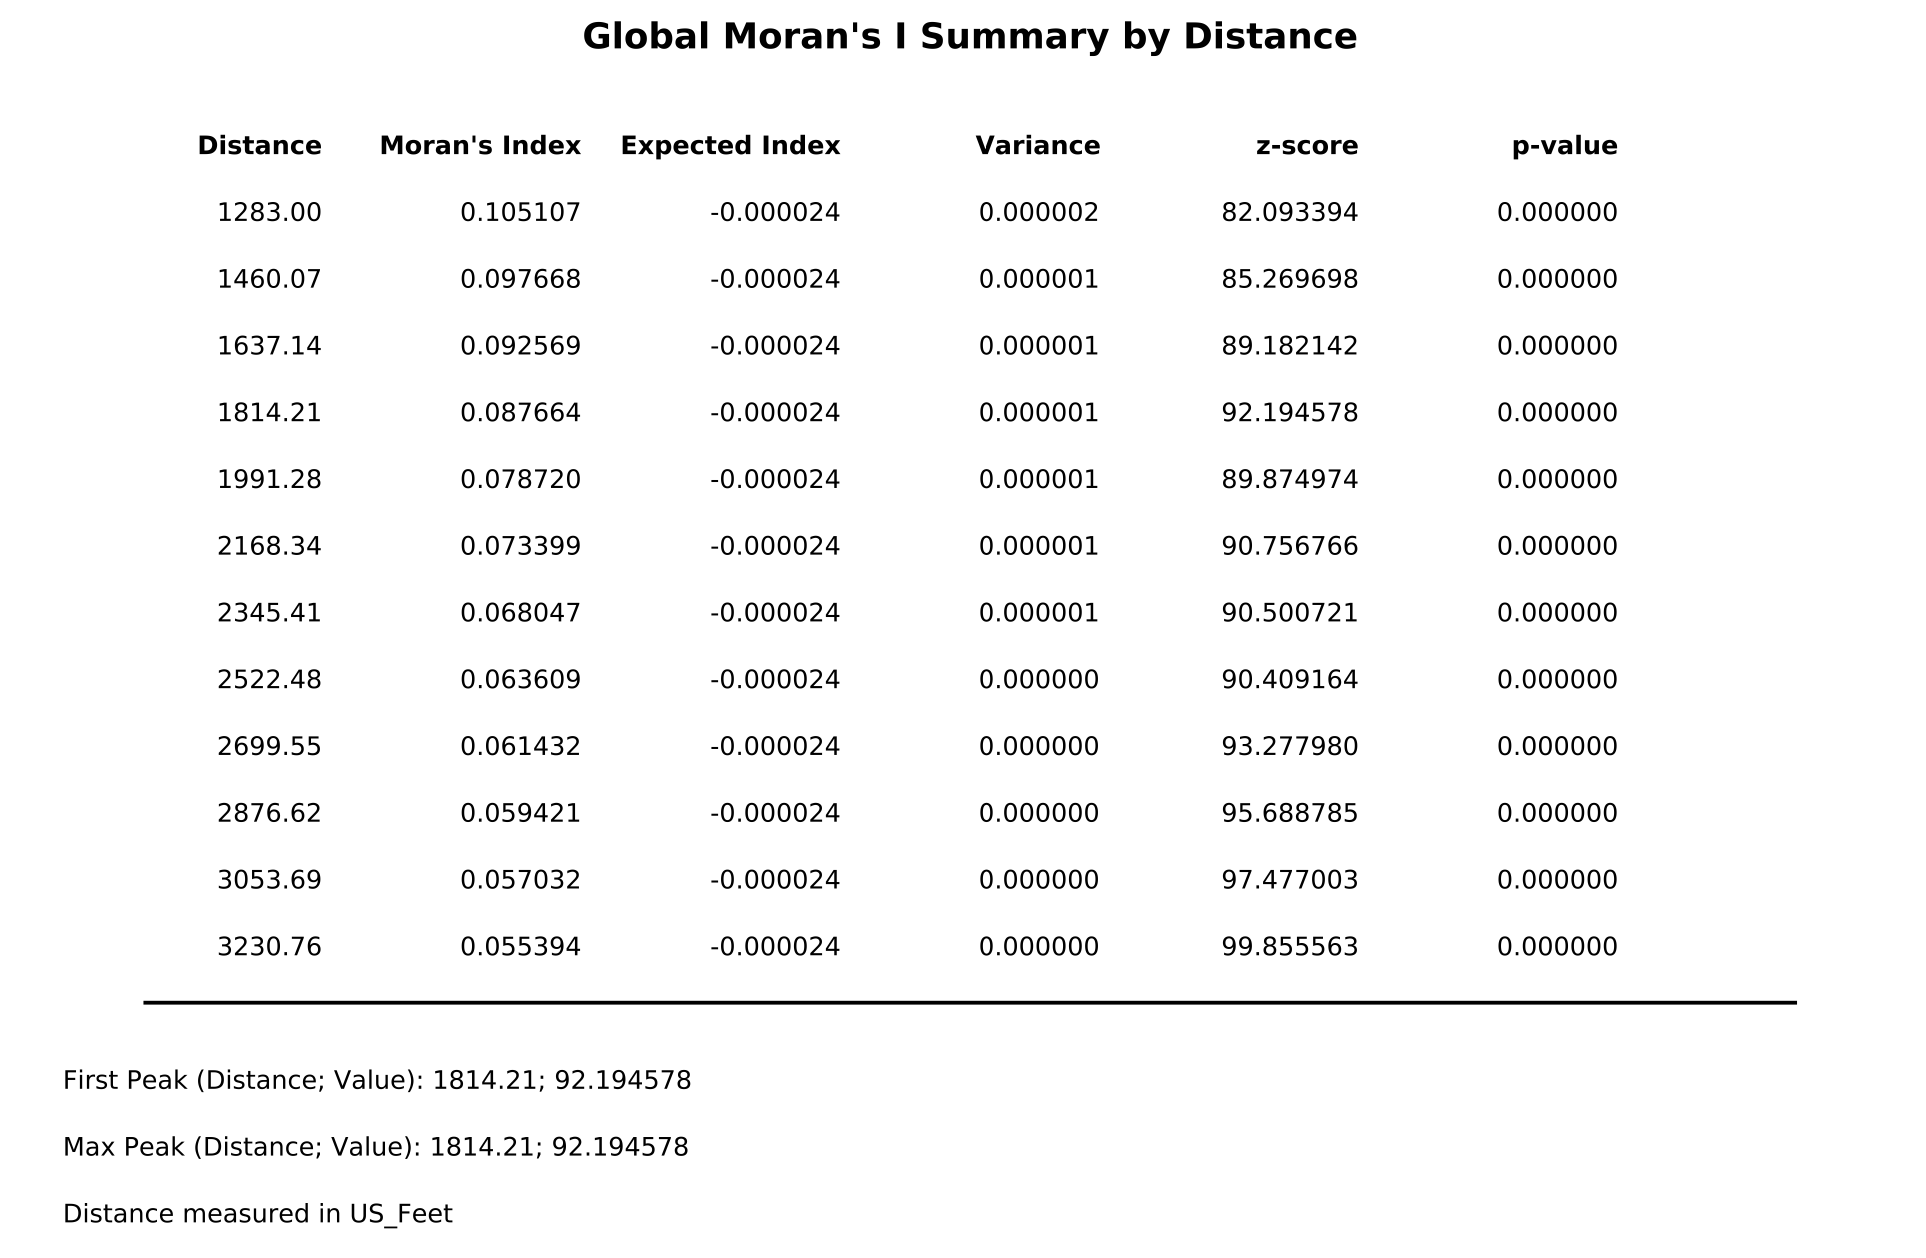 Global Moran's I Summary by Distance
Distance Moran's Index Expected Index Variance z-score p-value
1283.00 0.105107 -0.000024 0.000002 82.093394 0.000000
1460.07 0.097668 -0.000024 0.000001 85.269698 0.000000
1637.14 0.092569 -0.000024 0.000001 89.182142 0.000000
1814.21 0.087664 -0.000024 0.000001 92.194578 0.000000
1991.28 0.078720 -0.000024 0.000001 89.874974 0.000000
2168.34 0.073399 -0.000024 0.000001 90.756766 0.000000
2345.41 0.068047 -0.000024 0.000001 90.500721 0.000000
2522.48 0.063609 -0.000024 0.000000 90.409164 0.000000
2699.55 0.061432 -0.000024 0.000000 93.277980 0.000000
2876.62 0.059421 -0.000024 0.000000 95.688785 0.000000
3053.69 0.057032 -0.000024 0.000000 97.477003 0.000000
3230.76 0.055394 -0.000024 0.000000 99.855563 0.000000
First Peak (Distance; Value): 1814.21; 92.194578
Max Peak (Distance; Value): 1814.21; 92.194578
Distance measured in US_Feet